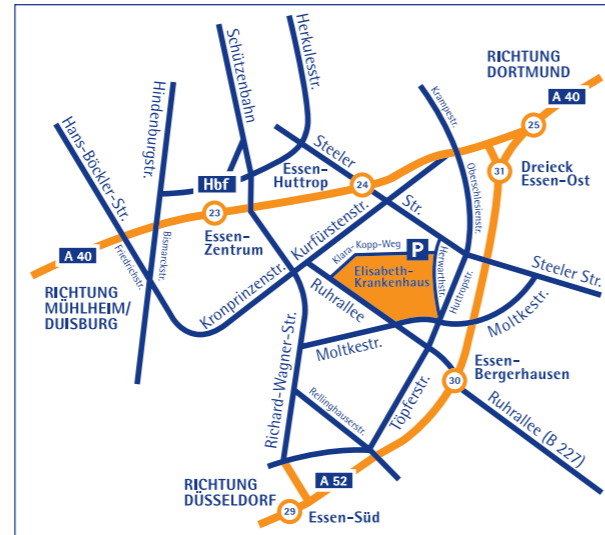 Schützenbahn
Herkulesstr.
RICHTUNG
DORTMUND
A 40
Hindenburgstr.
Hans-Böckler-Str.
Krampestr.
Steeler
Str.
25
Essen-
Huttrop
24
31
Dreieck
Essen-Ost
Oberschlesienstr.
Hbf
23
Essen-
Zentrum
Kurfürstenstr.
Klara-Kopp-Weg
P
Elisabeth-
Krankenhaus
Herwarthstr.
Huttropstr.
Steeler Str.
A 40
Friedrichstr.
Bismarckstr.
RICHTUNG
MÜHLHEIM/
DUISBURG
Kronprinzenstr.
Ruhrallee
Moltkestr.
Moltkestr.
Richard-Wagner-Str.
Rellinghauserstr.
Töpferstr.
Essen-
Bergerhausen
30
Ruhrallee (B 227)
RICHTUNG
DÜSSELDORF
A 52
29
Essen-Süd